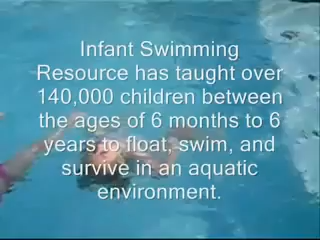 Infant Swimming
Resource has taught over
140,000 children between
the ages of 6 months to 6
years to float, swim, and
survive in an aquatic
environment.